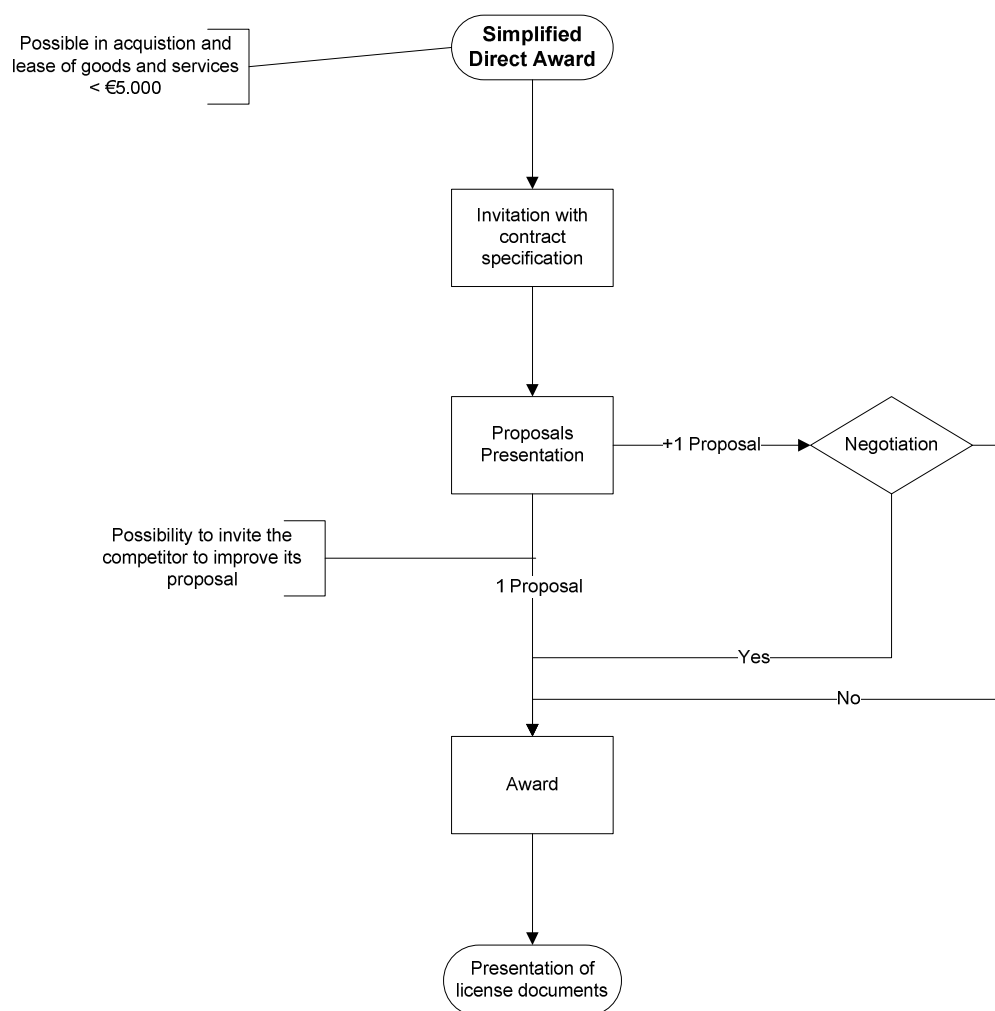 Simplified
Direct Award
Possible in acquistion and
lease of goods and services
< €5.000
Invitation with
contract
specification
Proposals
Presentation
+1 Proposal
Negotiation
Possibility to invite the
competitor to improve its
proposal
1 Proposal
Yes
No
Award
Presentation of
license documents